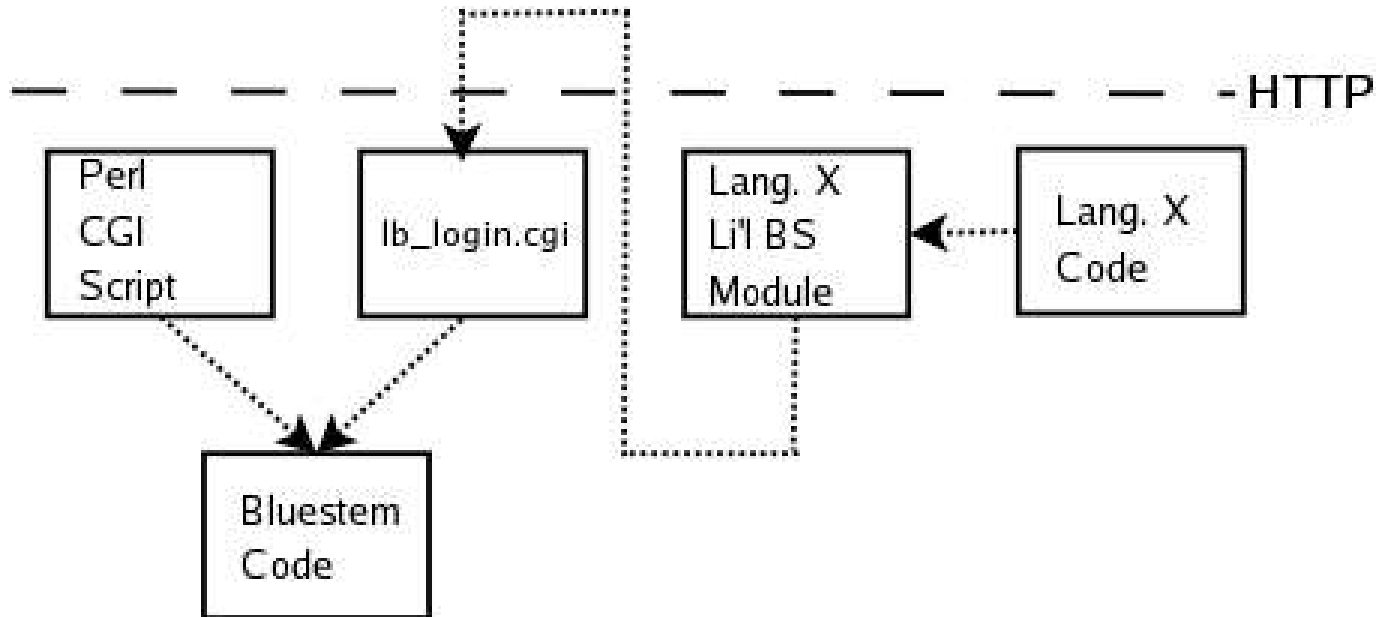 HTTP
Perl
CGI
Script
lb_login.cgi
Lang. X
Li'l BS
Module
Lang. X
Code
Bluestem
Code